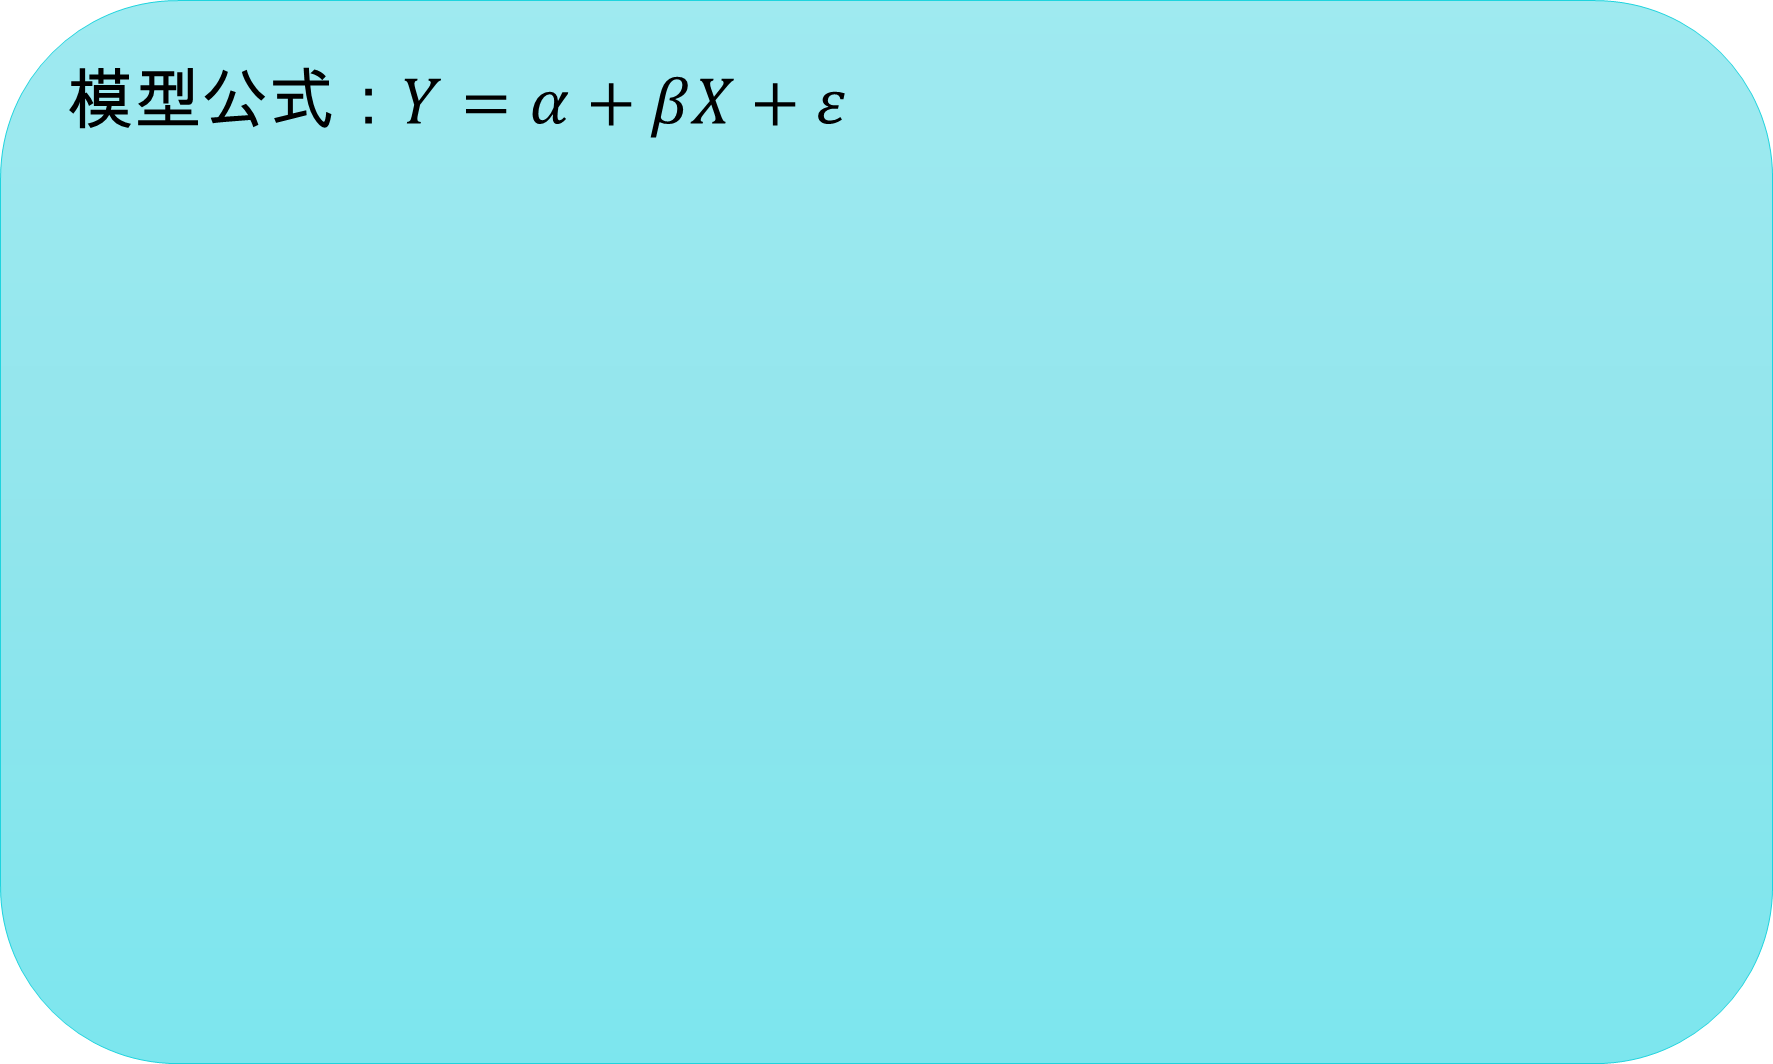 模型公式：Y = α + βX + ε